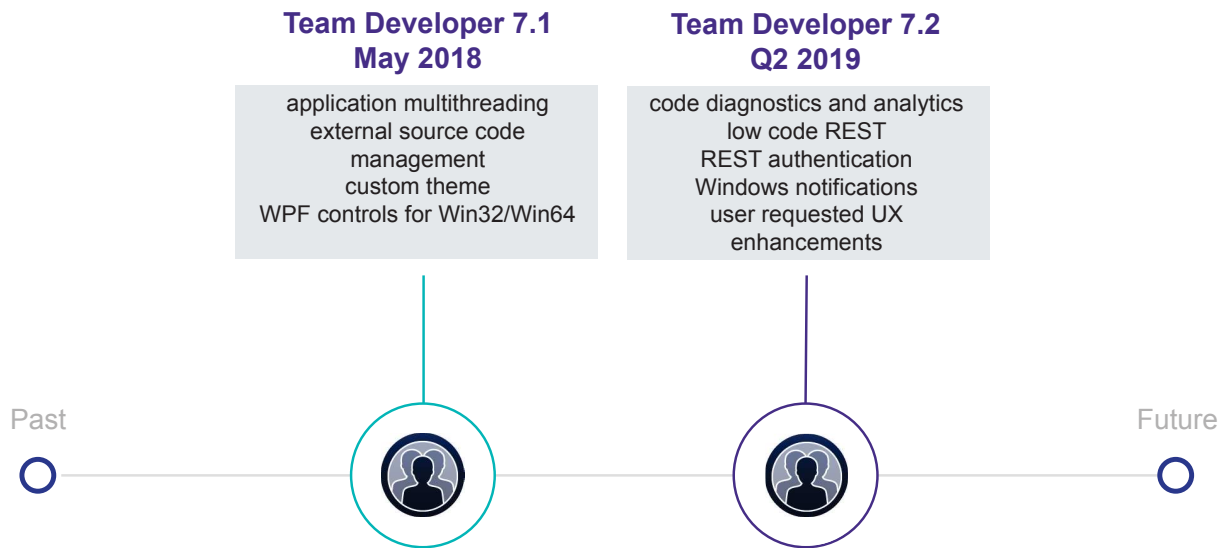 Team Developer 7.1
May 2018
application multithreading
external source code
management
custom theme
WPF controls for Win32/Win64
Team Developer 7.2
Q2 2019
code diagnostics and analytics
low code REST
REST authentication
Windows notifications
user requested UX
enhancements
Past
Future